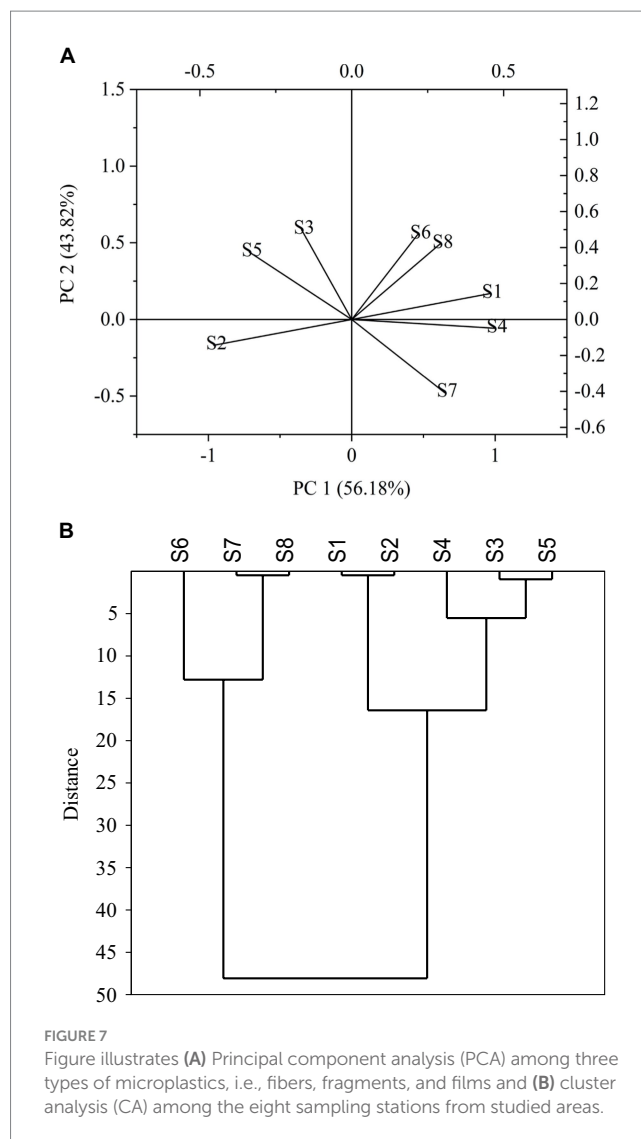 A
-0.5 0.0 0.5
1.5
1.0
0.5
0.0
-0.5
PC 2 (43.82%)
1.2
1.0
0.8
0.6
0.4
0.2
0.0
-0.2
-0.4
-0.6
S3
S6
S5
S8
S1
S2
S4
S7
-1 0 1
PC 1 (56.18%)
B
S6 S7 S8 S1 S2 S4 S3 S5
5
10
15
20
25
30
35
40
45
50
Distance
FIGURE 7
Figure illustrates (A) Principal component analysis (PCA) among three
types of microplastics, i.e., fibers, fragments, and films and (B) cluster
analysis (CA) among the eight sampling stations from studied areas.